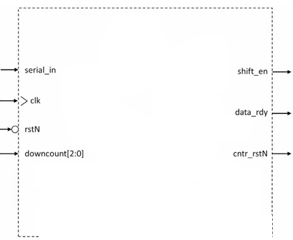 serial_in
shift_en
clk
data_rdy
rstN
downcount[2:0]
cntr_rstN